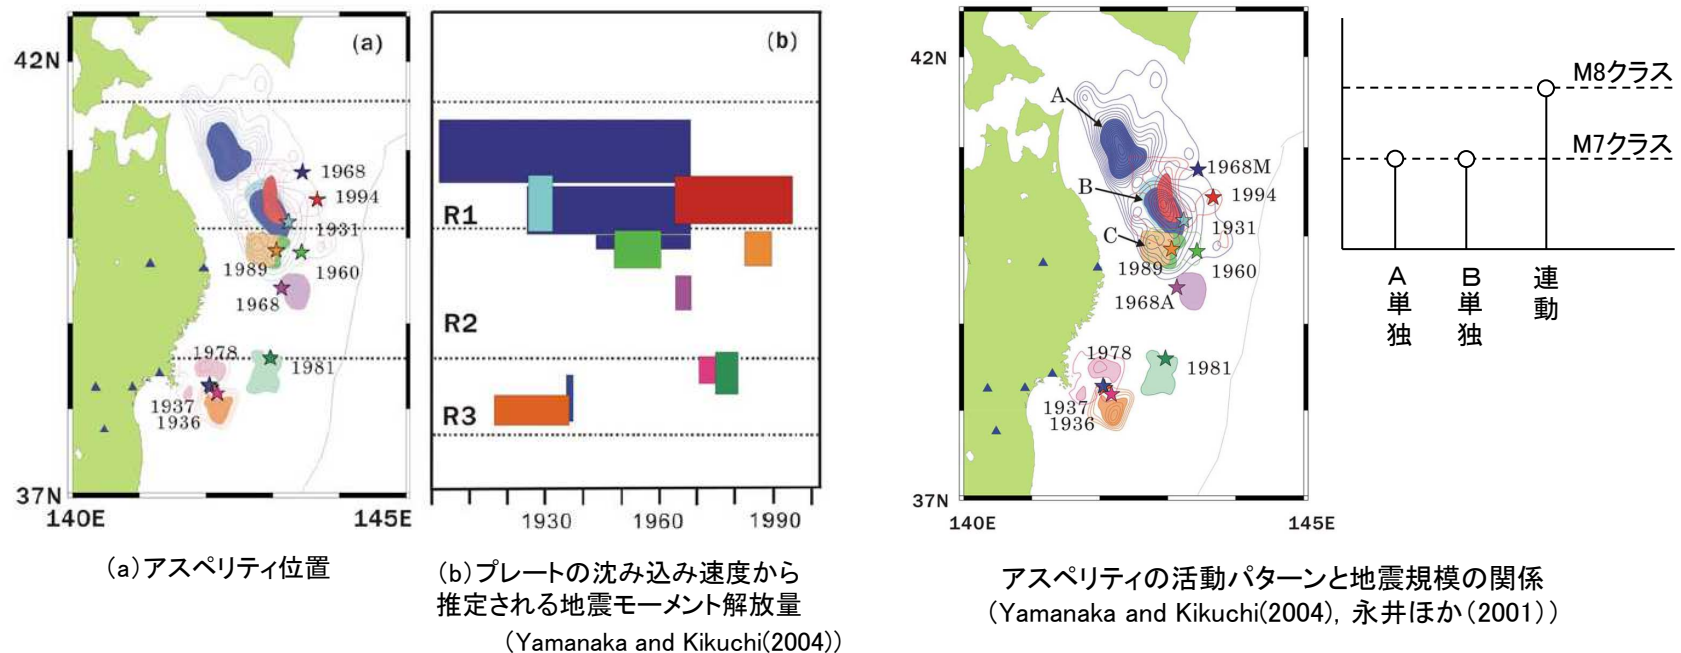 (a)
42N
1968
1994
1931
1989
1960
1968
1978
1981
1937
1936
37N
140E
145E
(b)
R1
R2
R3
1930
1960
1990
A
B
C
1968M
1994
1931
1989
1960
1968A
1978
1981
1937
1936
42N
37N
140E
145E
M8クラス
M7クラス
A単独
B単独
連動
(a)アスペリティ位置
(b)プレートの沈み込み速度から
推定される地震モーメント解放量
(Yamanaka and Kikuchi(2004))
アスペリティの活動パターンと地震規模の関係
(Yamanaka and Kikuchi(2004), 永井ほか(2001))